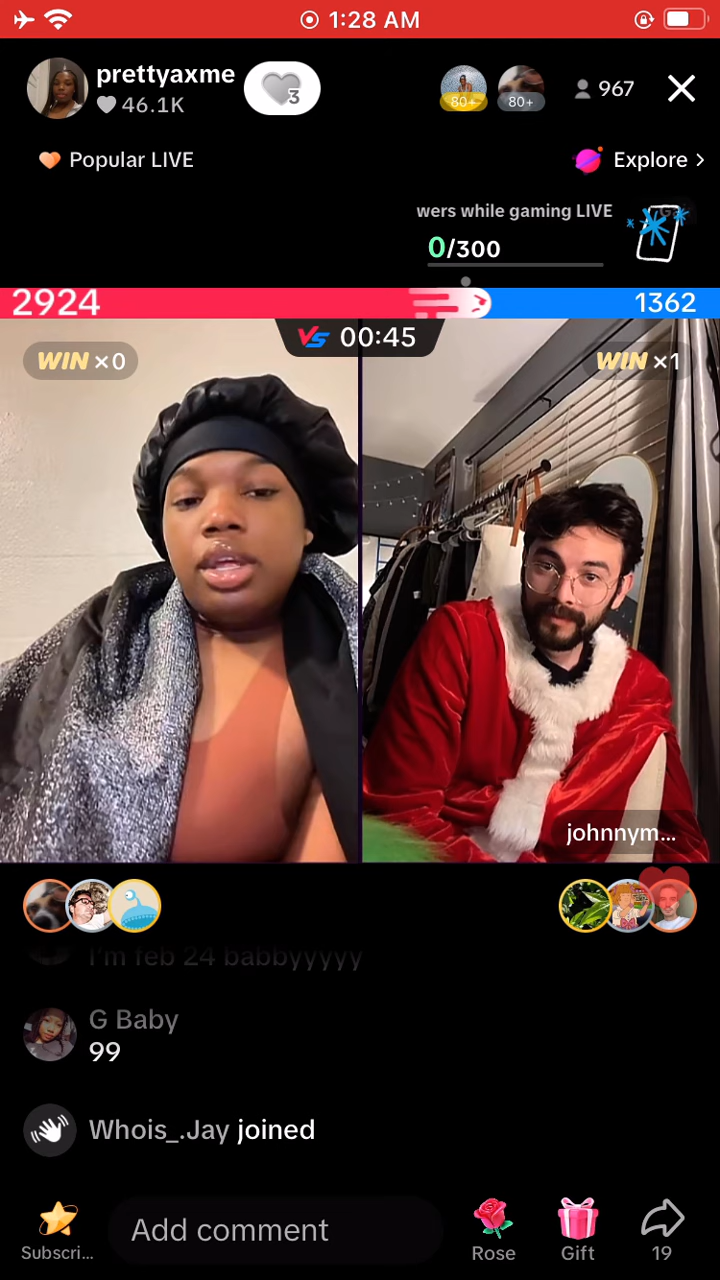 1:28 AM
prettyaxme
46.1K
3
80+
80+
967
Popular LIVE
Explore >
wers while gaming LIVE
0/300
2924
1362
VS 00:45
WIN ×0
WIN ×1
johnnym...
I'm feb 24 babbyyyyy
G Baby
99
Whois_.Jay joined
Subscri...
Add comment
Rose
Gift
19